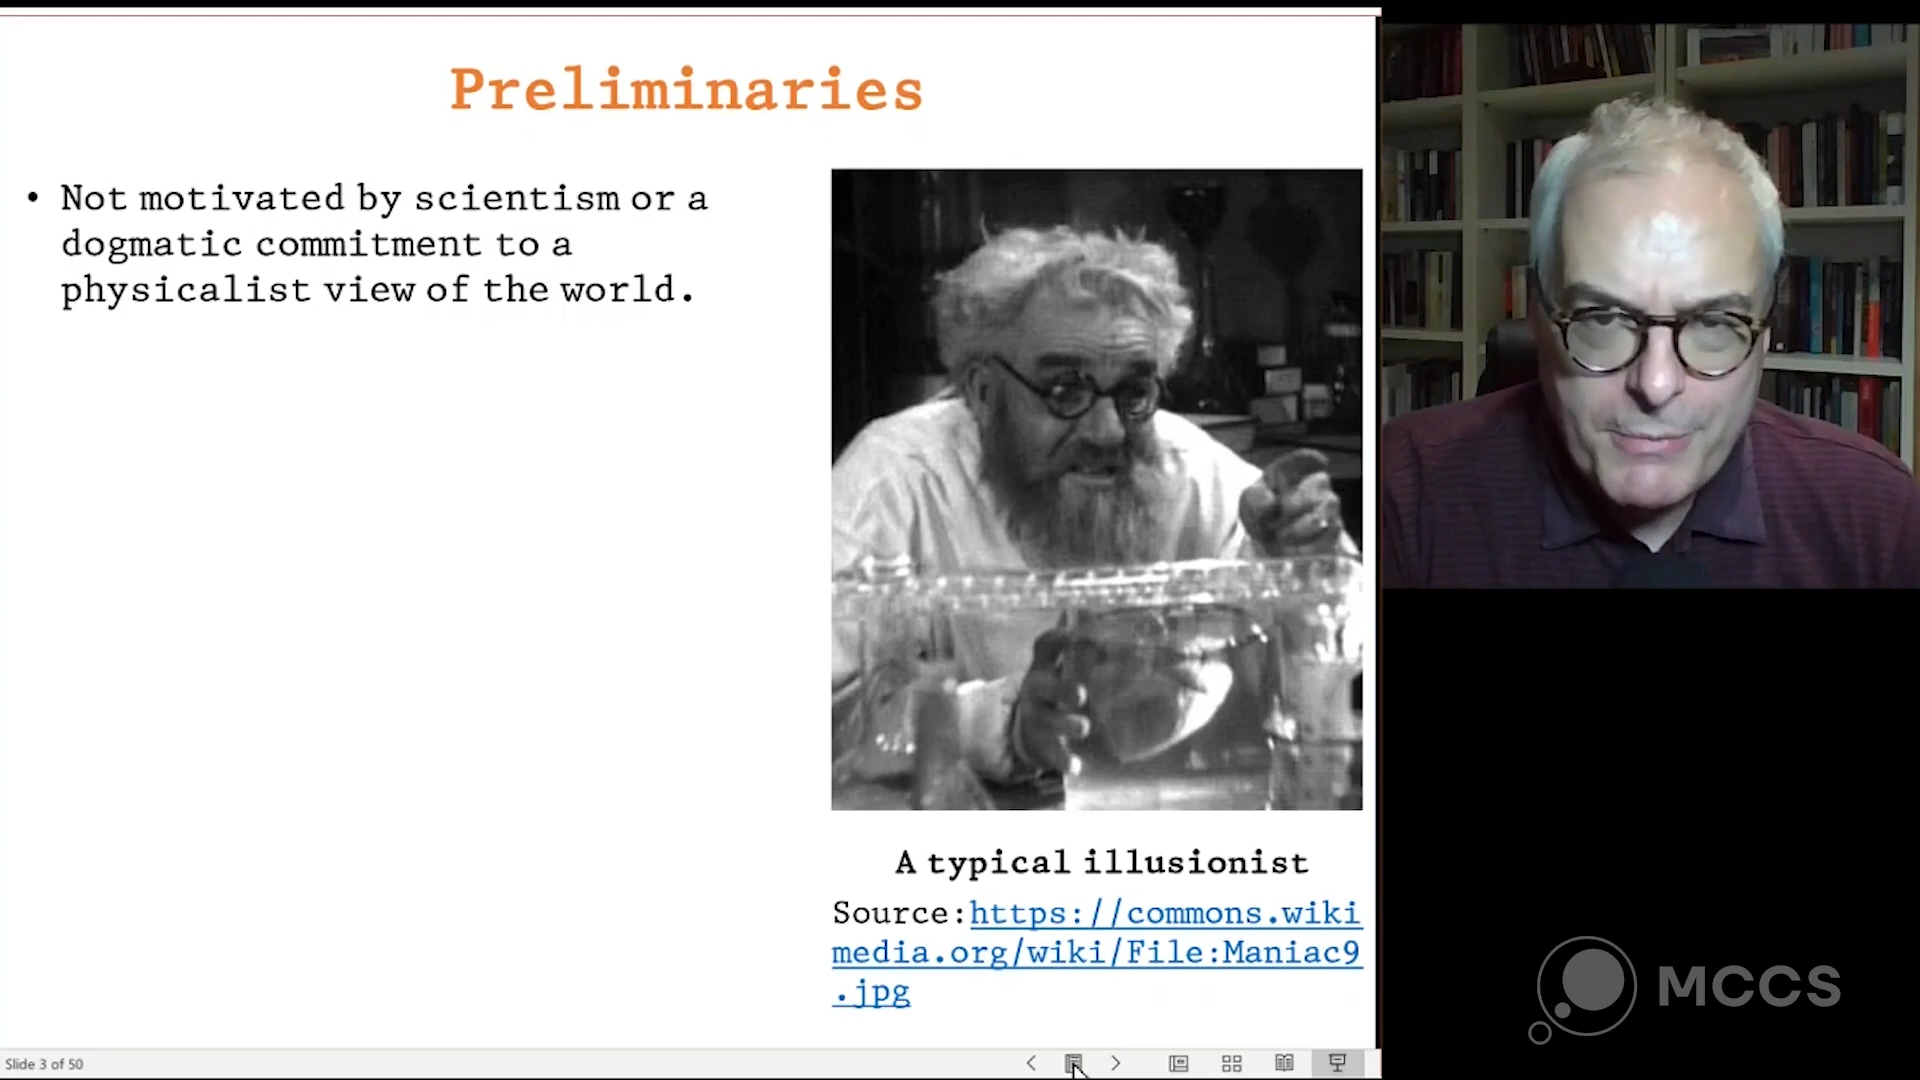 Preliminaries
• Not motivated by scientism or a
dogmatic commitment to a
physicalist view of the world.
A typical illusionist
Source:https://commons.wiki
media.org/wiki/File:Maniac9
.jpg
MCCS
Slide 3 of 50